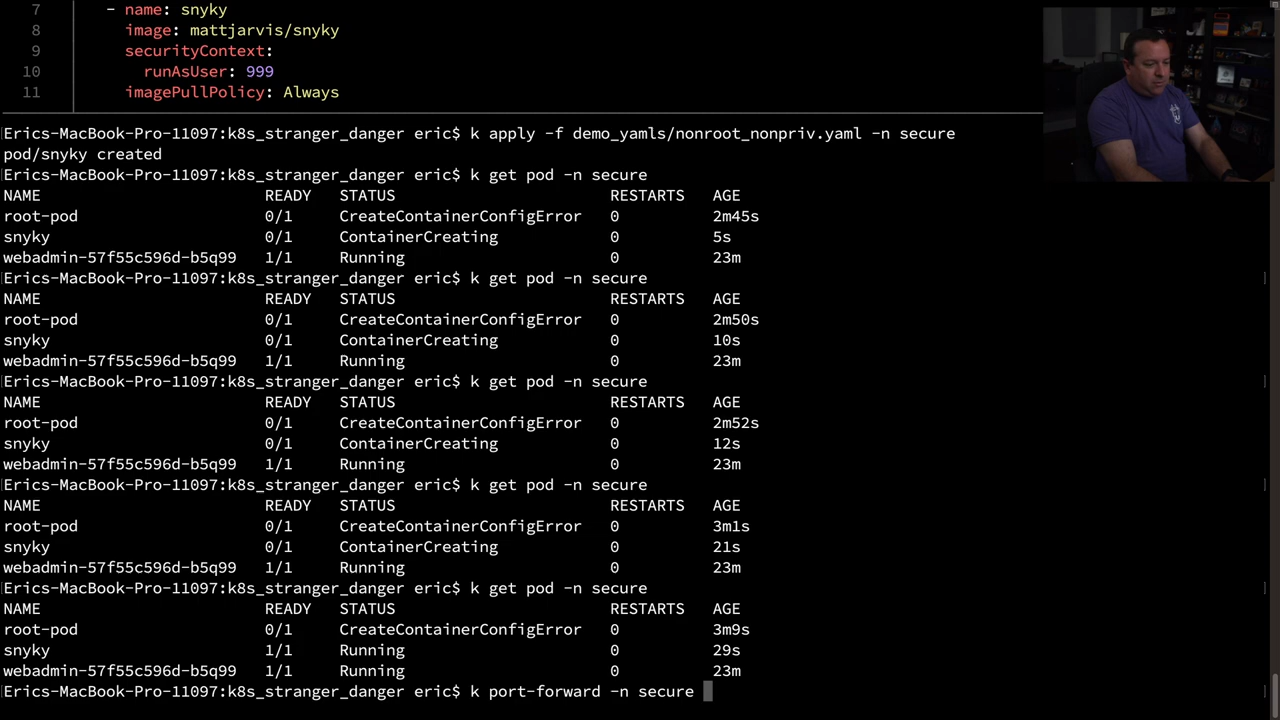 7 - name: snyky
8 image: mattjarvis/snyky
9 securityContext:
10 runAsUser: 999
11 imagePullPolicy: Always
Erics-MacBook-Pro-11097:k8s_stranger_danger eric$ k apply -f demo_yamls/nonroot_nonpriv.yaml -n secure
pod/snyky created
Erics-MacBook-Pro-11097:k8s_stranger_danger eric$ k get pod -n secure
NAME READY STATUS RESTARTS AGE
root-pod 0/1 CreateContainerConfigError 0 2m45s
snyky 0/1 ContainerCreating 0 5s
webadmin-57f55c596d-b5q99 1/1 Running 0 23m
Erics-MacBook-Pro-11097:k8s_stranger_danger eric$ k get pod -n secure
NAME READY STATUS RESTARTS AGE
root-pod 0/1 CreateContainerConfigError 0 2m50s
snyky 0/1 ContainerCreating 0 10s
webadmin-57f55c596d-b5q99 1/1 Running 0 23m
Erics-MacBook-Pro-11097:k8s_stranger_danger eric$ k get pod -n secure
NAME READY STATUS RESTARTS AGE
root-pod 0/1 CreateContainerConfigError 0 2m52s
snyky 0/1 ContainerCreating 0 12s
webadmin-57f55c596d-b5q99 1/1 Running 0 23m
Erics-MacBook-Pro-11097:k8s_stranger_danger eric$ k get pod -n secure
NAME READY STATUS RESTARTS AGE
root-pod 0/1 CreateContainerConfigError 0 3m1s
snyky 0/1 ContainerCreating 0 21s
webadmin-57f55c596d-b5q99 1/1 Running 0 23m
Erics-MacBook-Pro-11097:k8s_stranger_danger eric$ k get pod -n secure
NAME READY STATUS RESTARTS AGE
root-pod 0/1 CreateContainerConfigError 0 3m9s
snyky 1/1 Running 0 29s
webadmin-57f55c596d-b5q99 1/1 Running 0 23m
Erics-MacBook-Pro-11097:k8s_stranger_danger eric$ k port-forward -n secure